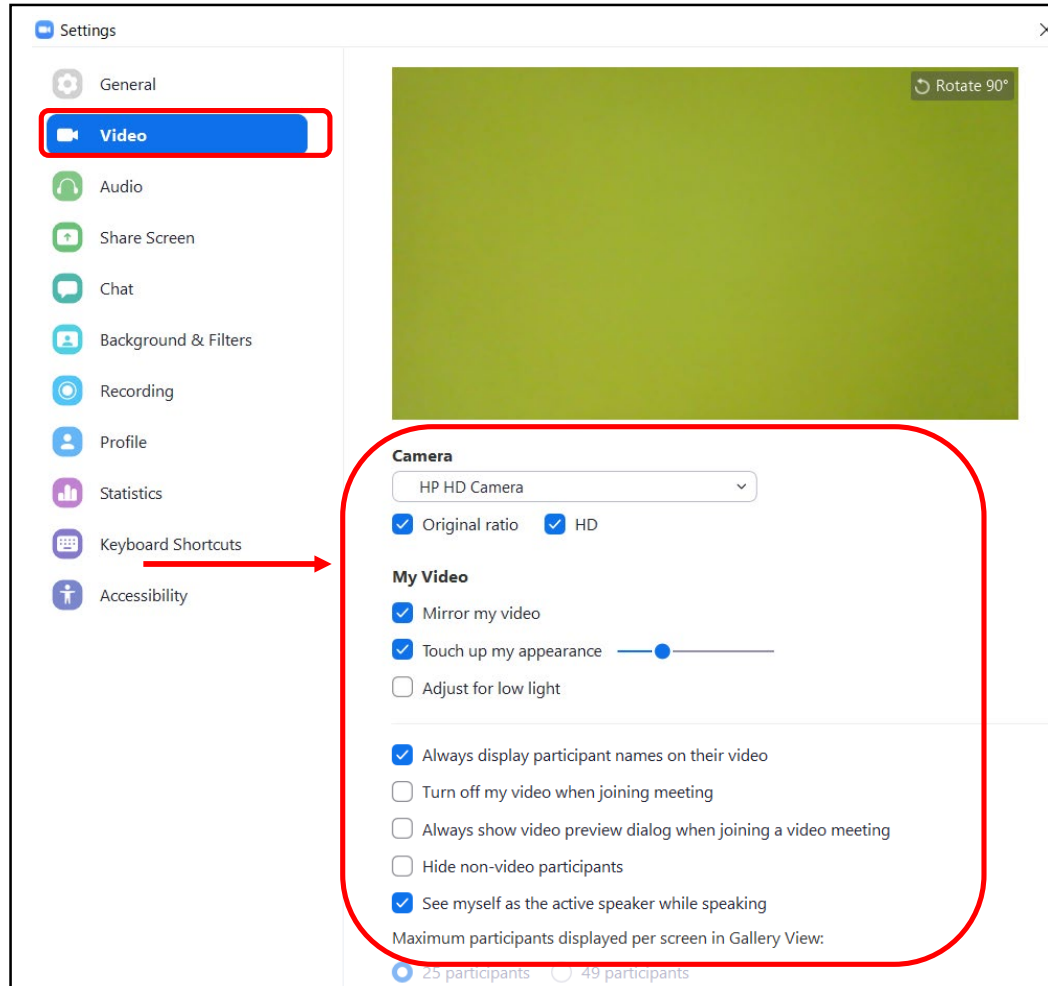 Settings
General
Rotate 90°
Video
Audio
Share Screen
Chat
Background & Filters
Recording
Profile
Statistics
Keyboard Shortcuts
Accessibility
Camera
HP HD Camera
Original ratio HD
My Video
Mirror my video
Touch up my appearance
Adjust for low light
Always display participant names on their video
Turn off my video when joining meeting
Always show video preview dialog when joining a video meeting
Hide non-video participants
See myself as the active speaker while speaking
Maximum participants displayed per screen in Gallery View:
25 participants 49 participants